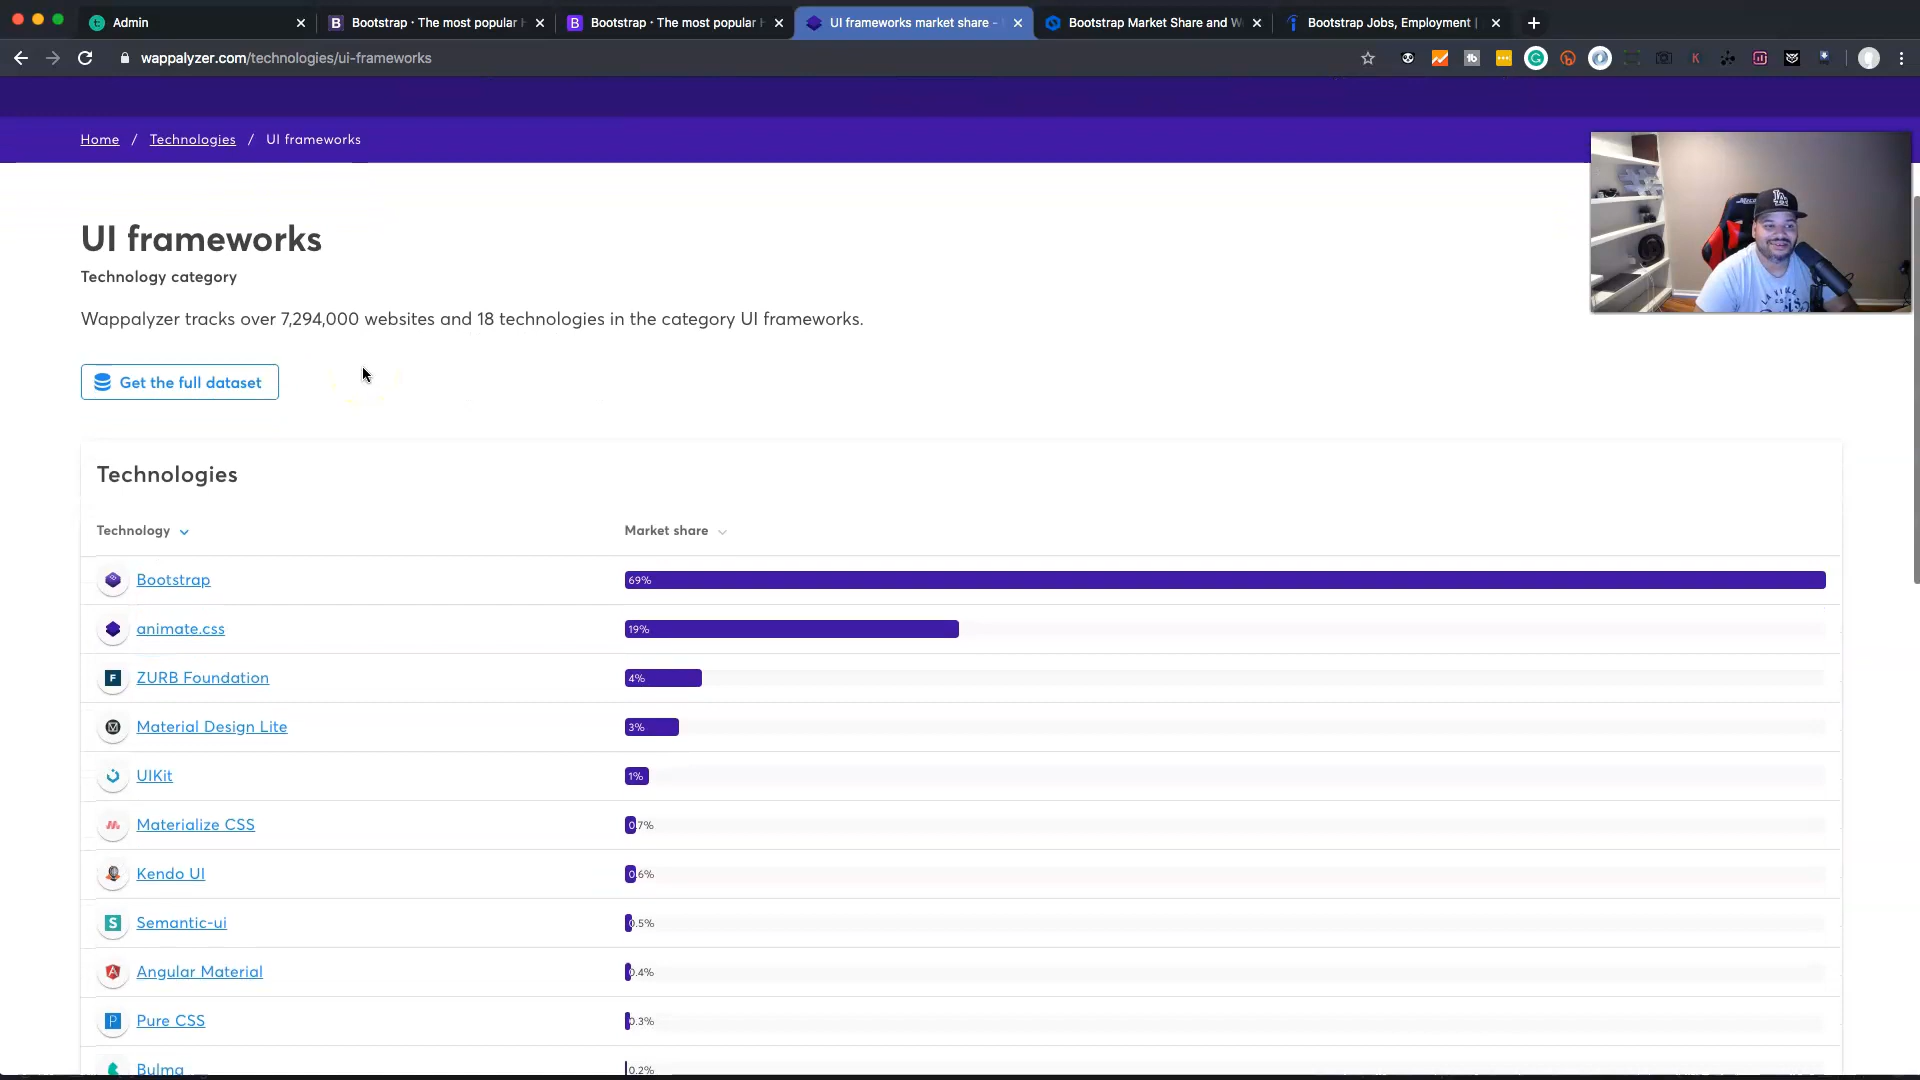 Admin
Bootstrap · The most popular H
Bootstrap · The most popular H
UI frameworks market share -
Bootstrap Market Share and W
Bootstrap Jobs, Employment |
wappalyzer.com/technologies/ui-frameworks
Home / Technologies / UI frameworks
UI frameworks
Technology category
Wappalyzer tracks over 7,294,000 websites and 18 technologies in the category UI frameworks.
Get the full dataset
Technologies
Technology Market share
Bootstrap 69%
animate.css 19%
ZURB Foundation 4%
Material Design Lite 3%
UIKit 1%
Materialize CSS 0.7%
Kendo UI 0.6%
Semantic-ui 0.5%
Angular Material 0.4%
Pure CSS 0.3%
Bulma 0.2%